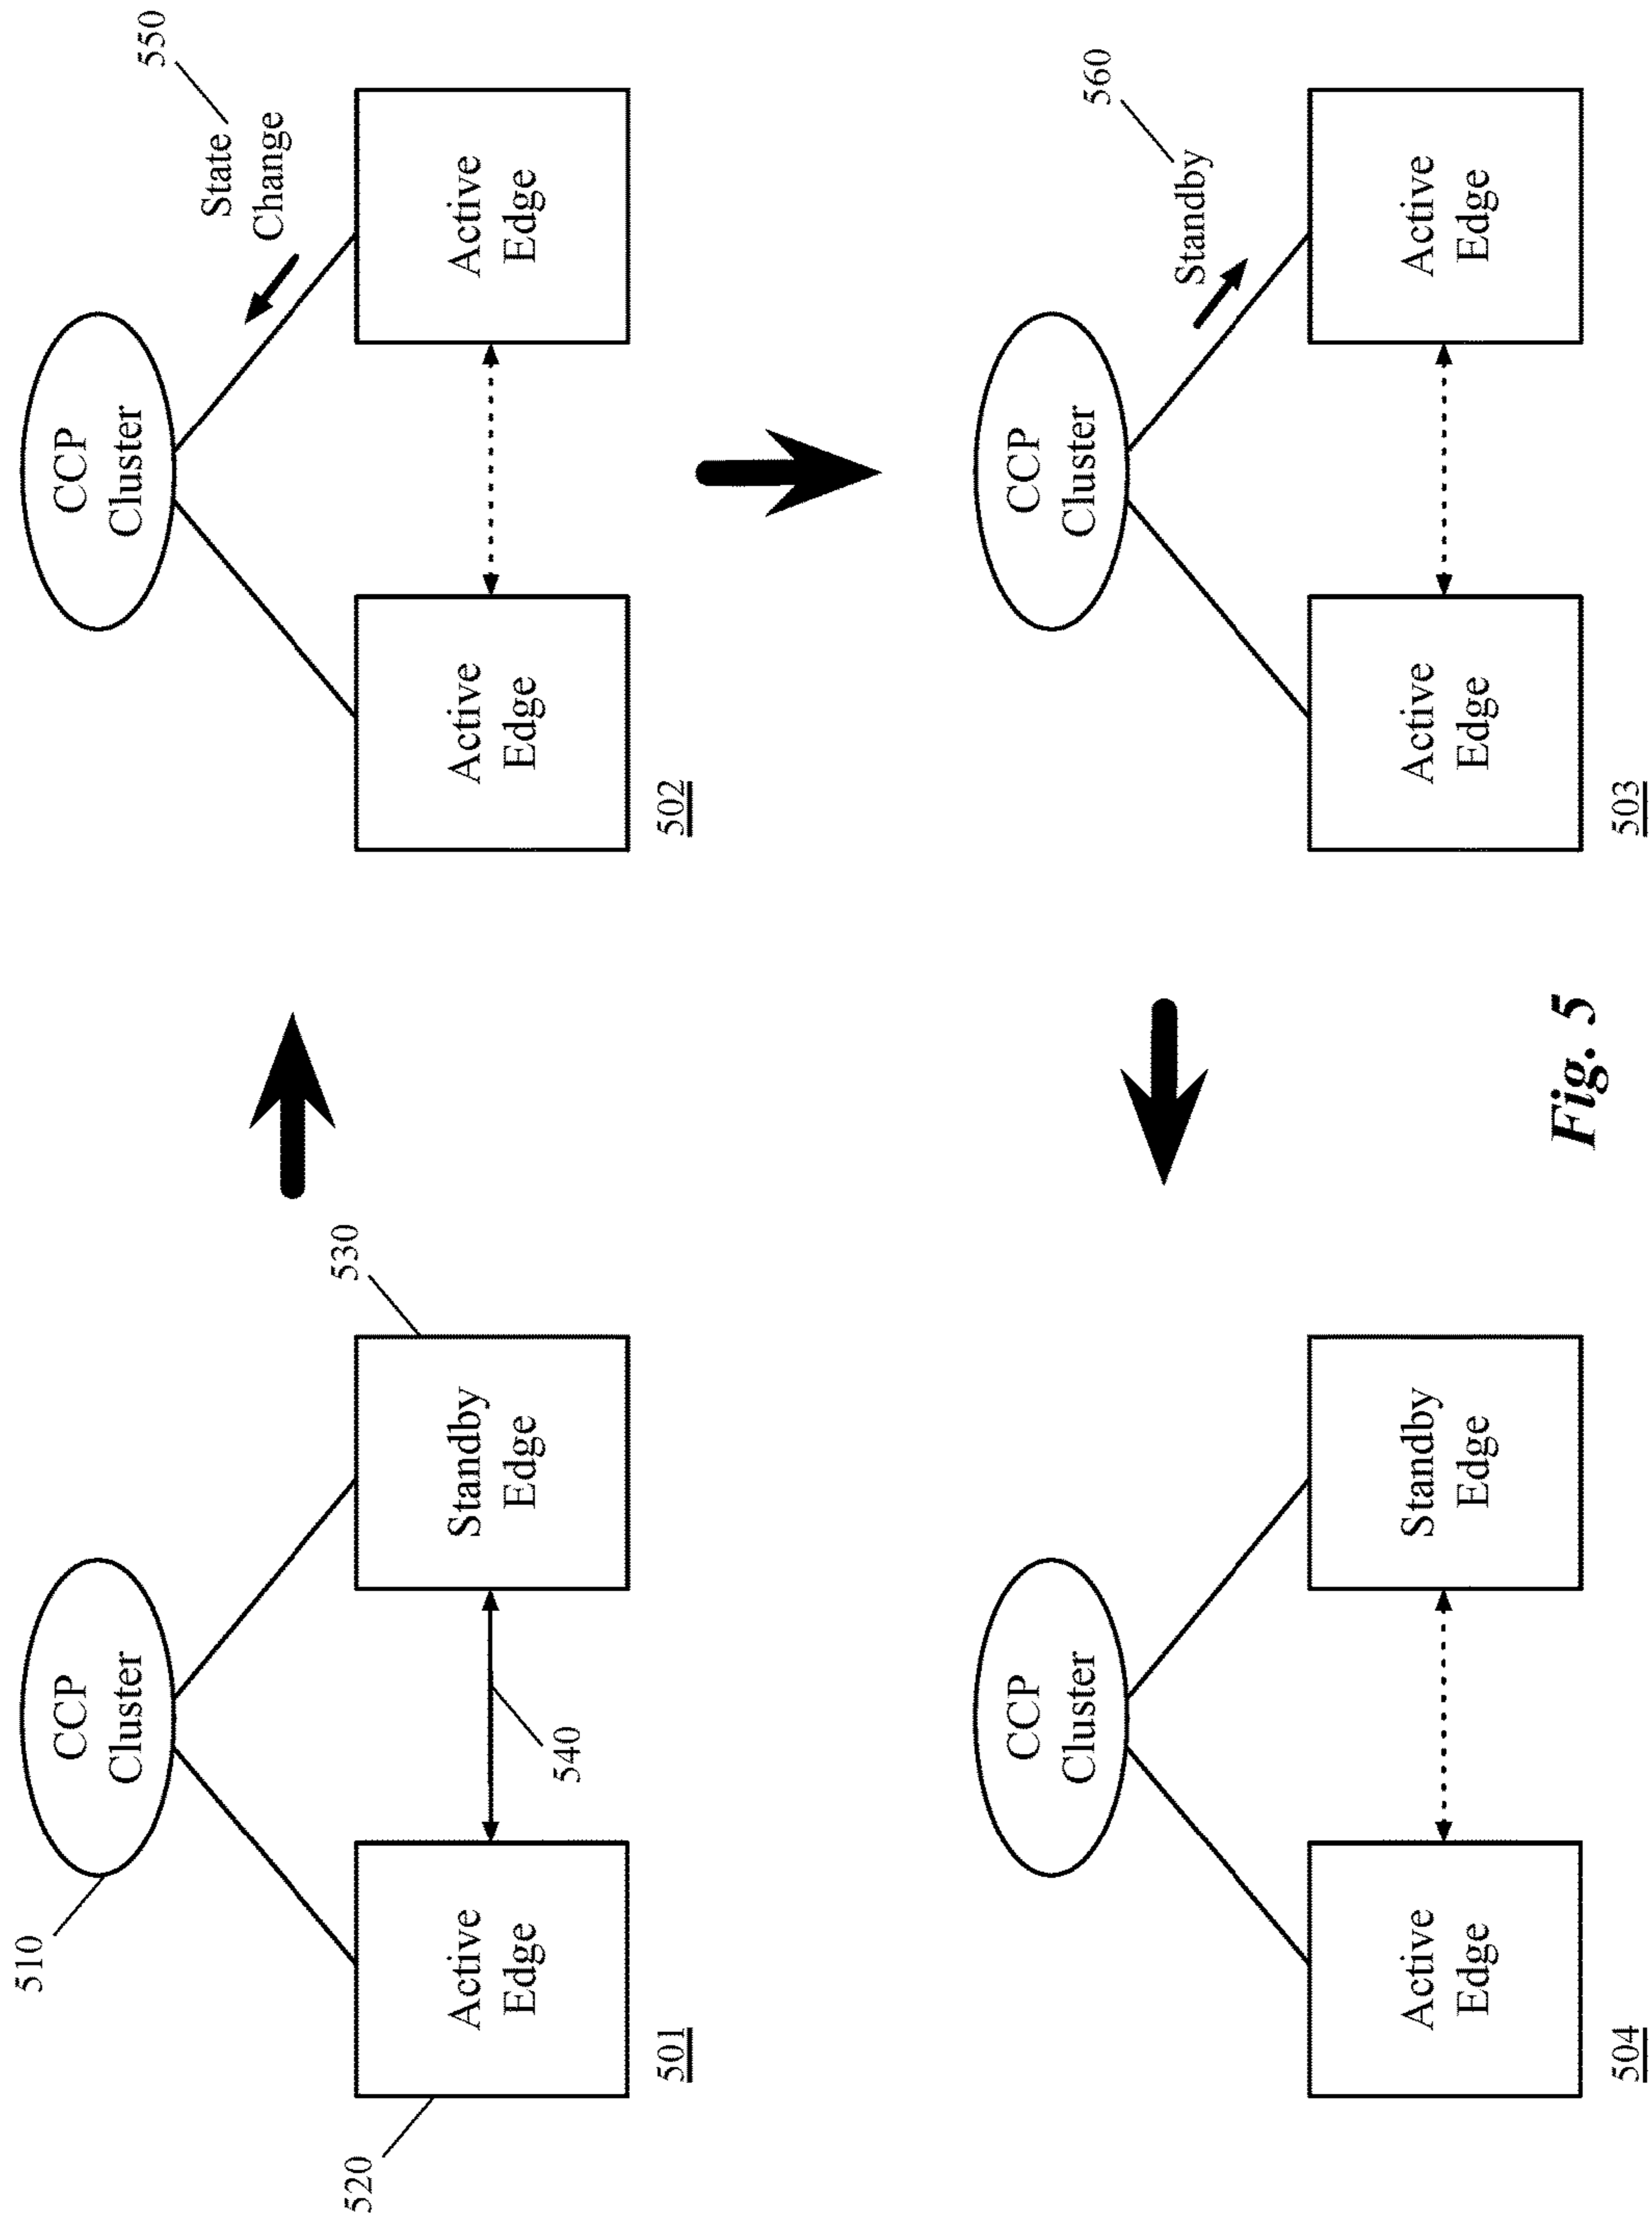 510
CCP
Cluster
Active
Edge
520
Standby
Edge
530
540
501
CCP
Cluster
State
Change
550
Active
Edge
Active
Edge
502
CCP
Cluster
Active
Edge
Standby
Edge
504
CCP
Cluster
Standby
560
Active
Edge
Active
Edge
503
Fig. 5